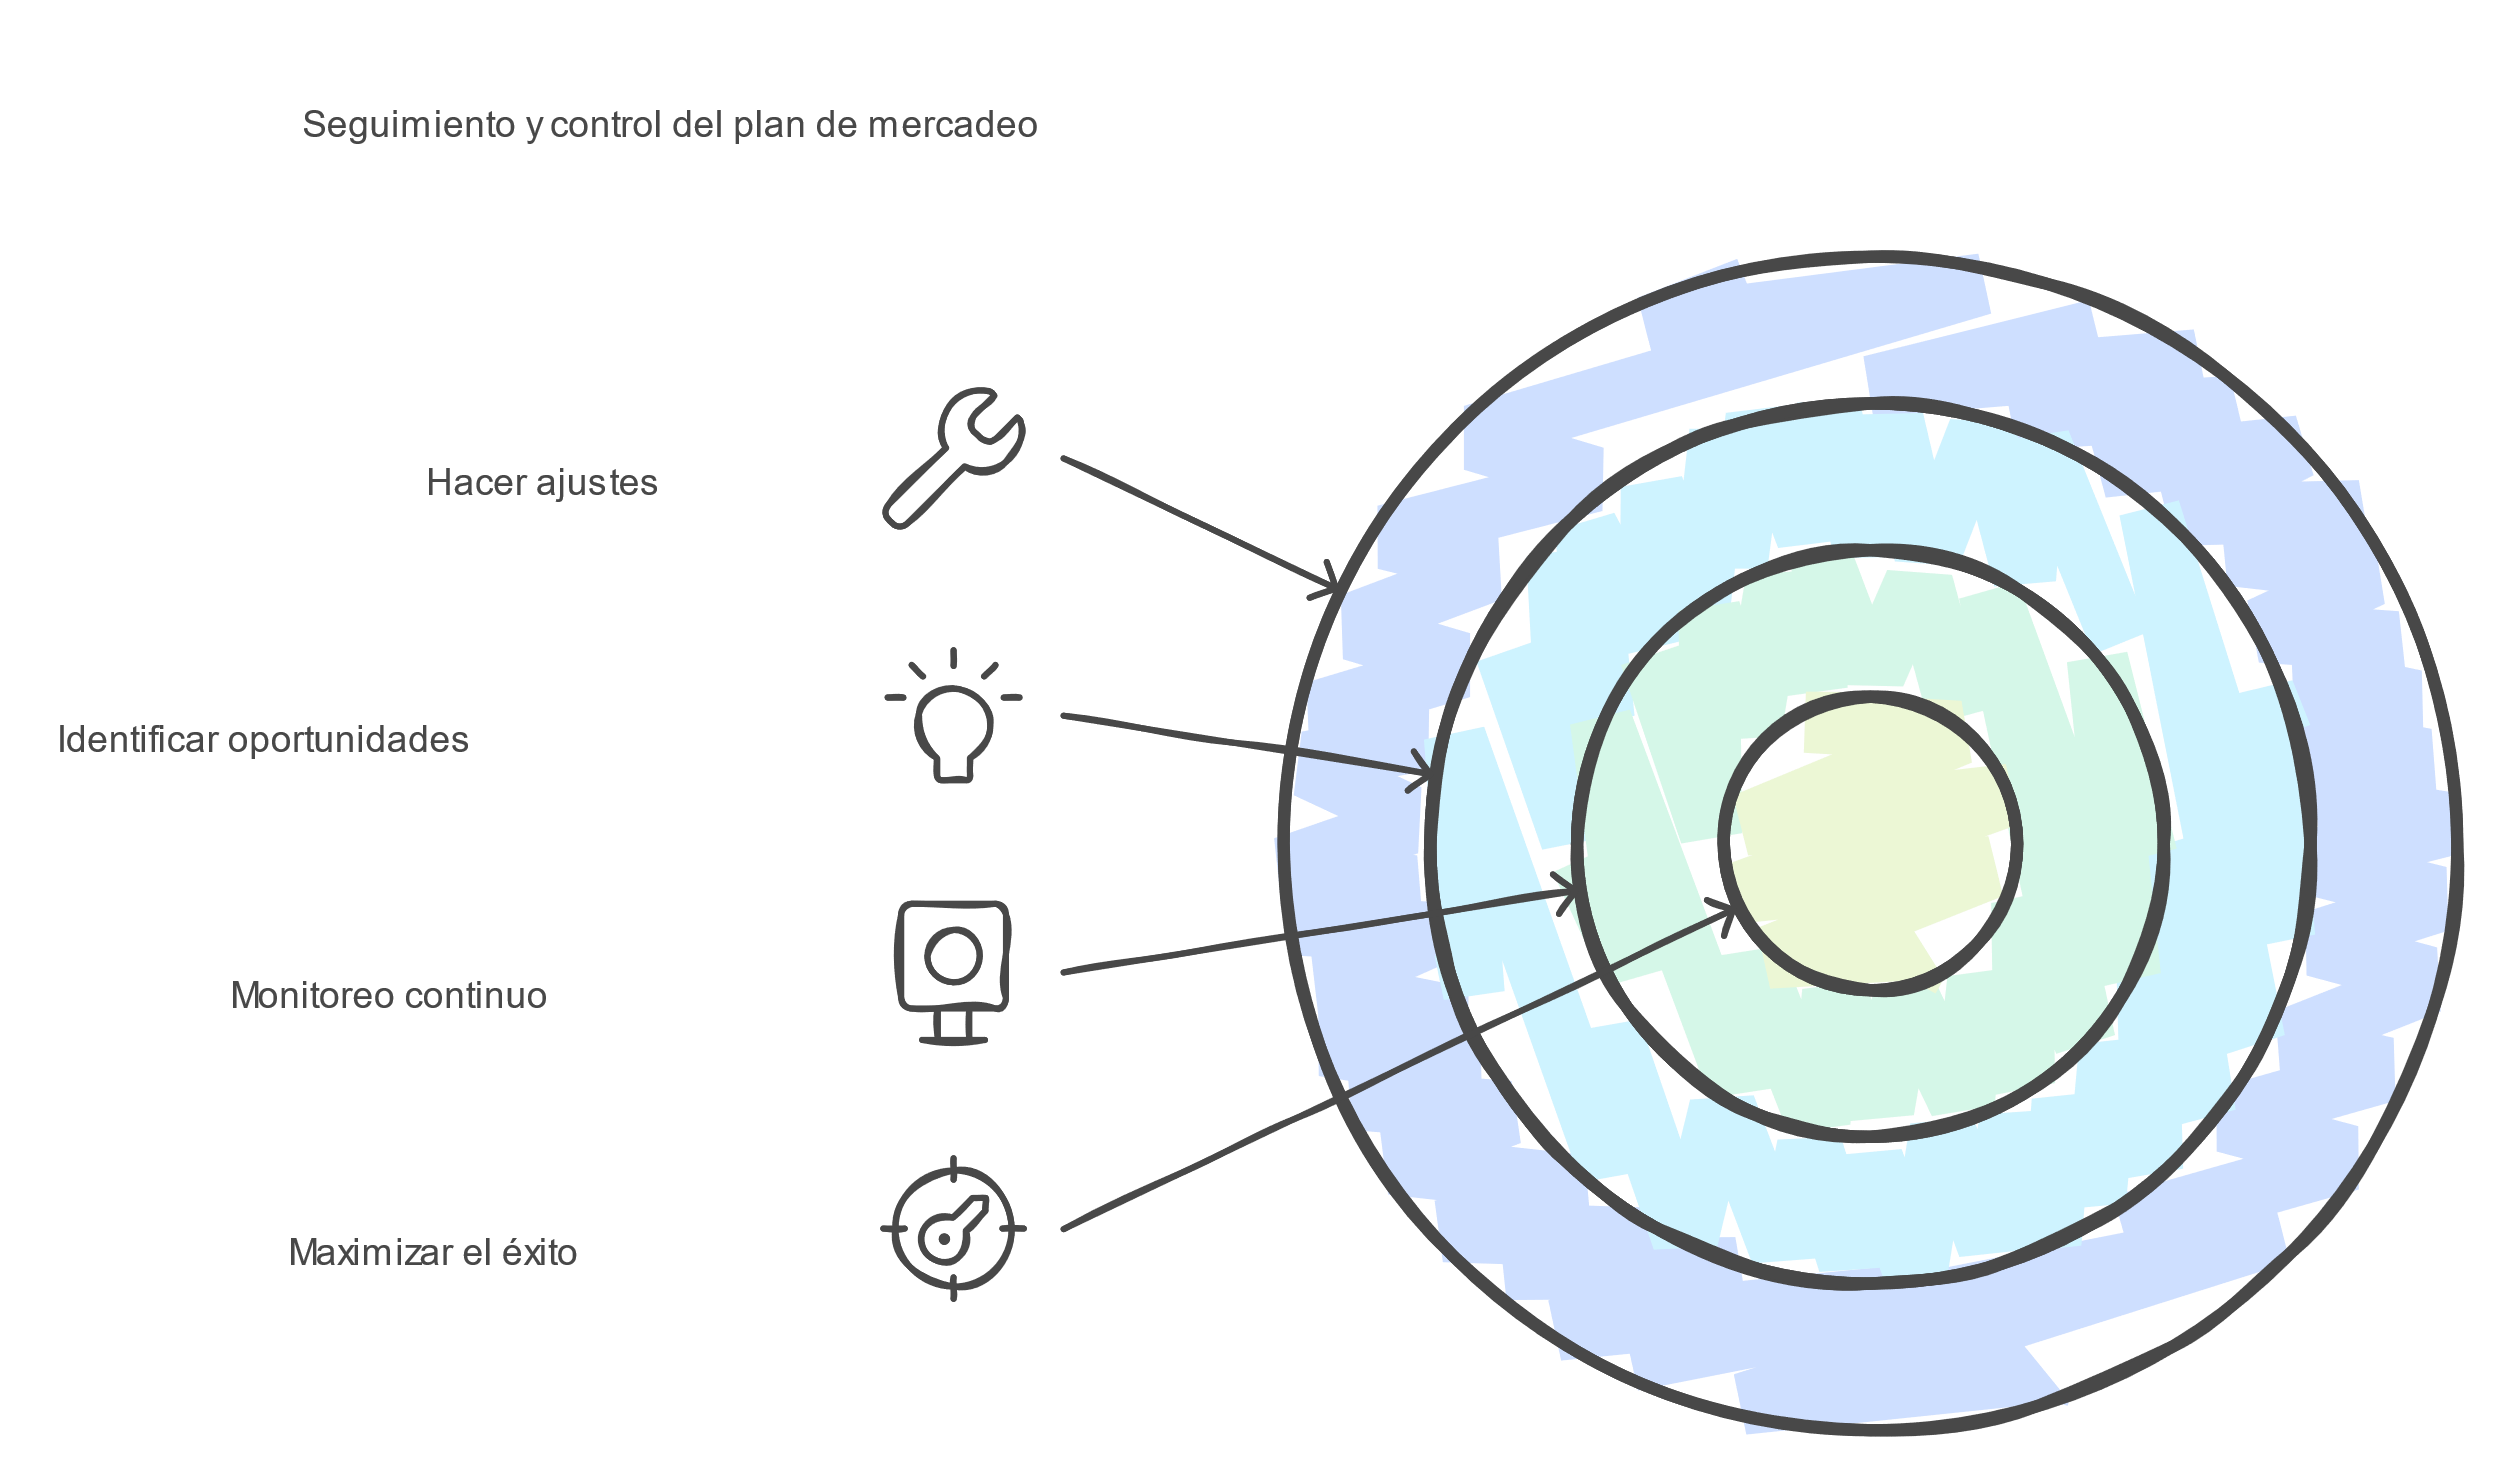 Seguimiento y control del plan de mercadeo
Hacer ajustes
Identificar oportunidades
Monitoreo continuo
Maximizar el éxito